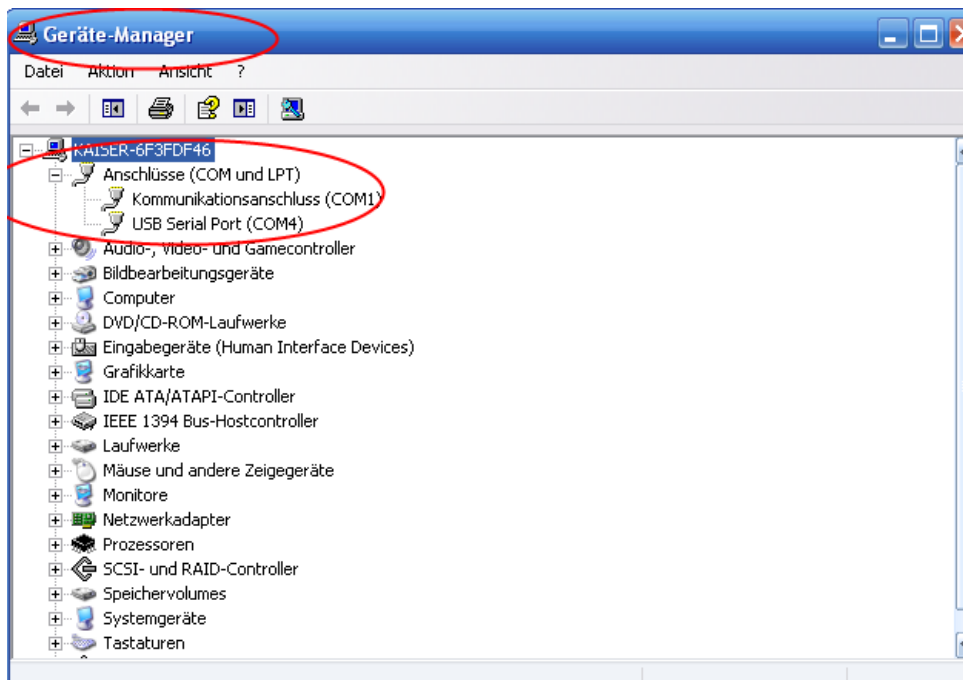 Geräte-Manager
Datei Aktion Ansicht ?
KAISER-6F3FDF46
Anschlüsse (COM und LPT)
Kommunikationsanschluss (COM1)
USB Serial Port (COM4)
Audio-, Video- und Gamecontroller
Bildbearbeitungsgeräte
Computer
DVD/CD-ROM-Laufwerke
Eingabegeräte (Human Interface Devices)
Grafikkarte
IDE ATA/ATAPI-Controller
IEEE 1394 Bus-Hostcontroller
Laufwerke
Mäuse und andere Zeigegeräte
Monitore
Netzwerkadapter
Prozessoren
SCSI- und RAID-Controller
Speichervolumes
Systemgeräte
Tastaturen